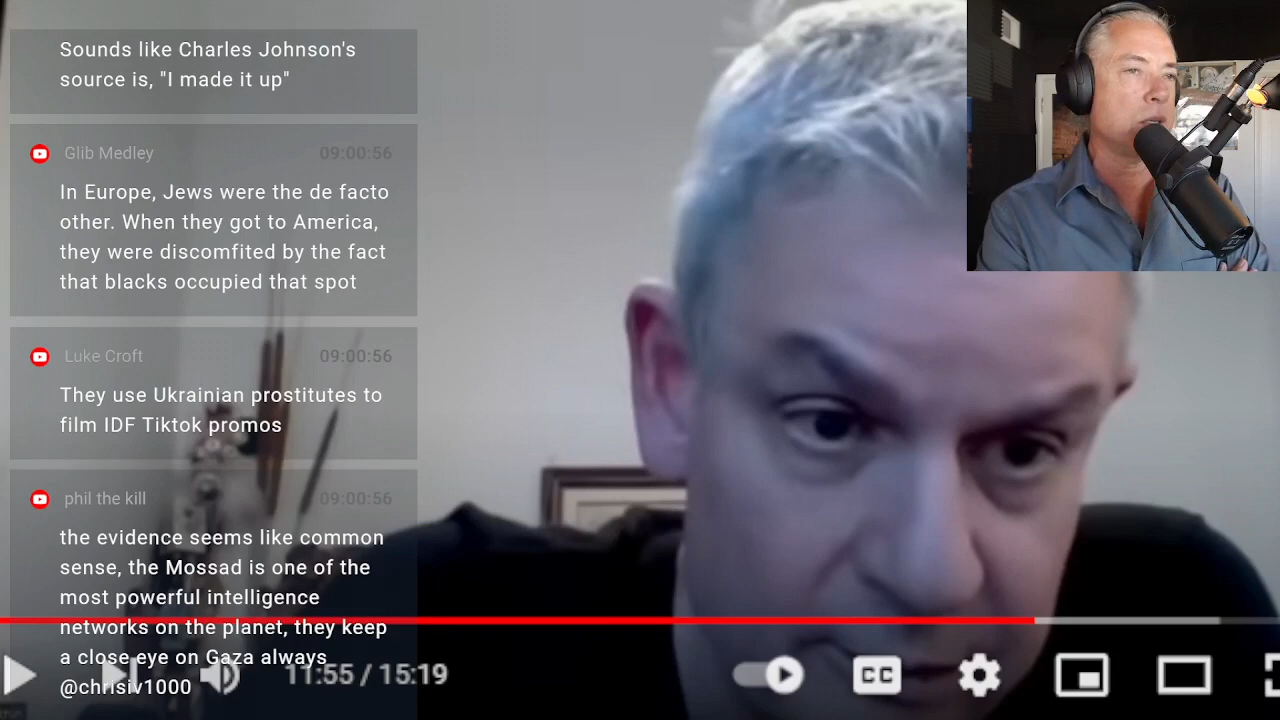 Sounds like Charles Johnson's
source is, "I made it up"
Glib Medley 09:00:56
In Europe, Jews were the de facto
other. When they got to America,
they were discomfited by the fact
that blacks occupied that spot
Luke Croft 09:00:56
They use Ukrainian prostitutes to
film IDF Tiktok promos
phil the kill 09:00:56
the evidence seems like common
sense, the Mossad is one of the
most powerful intelligence
networks on the planet, they keep
a close eye on Gaza always
@chrisiv1000
11:55 / 15:19
CC